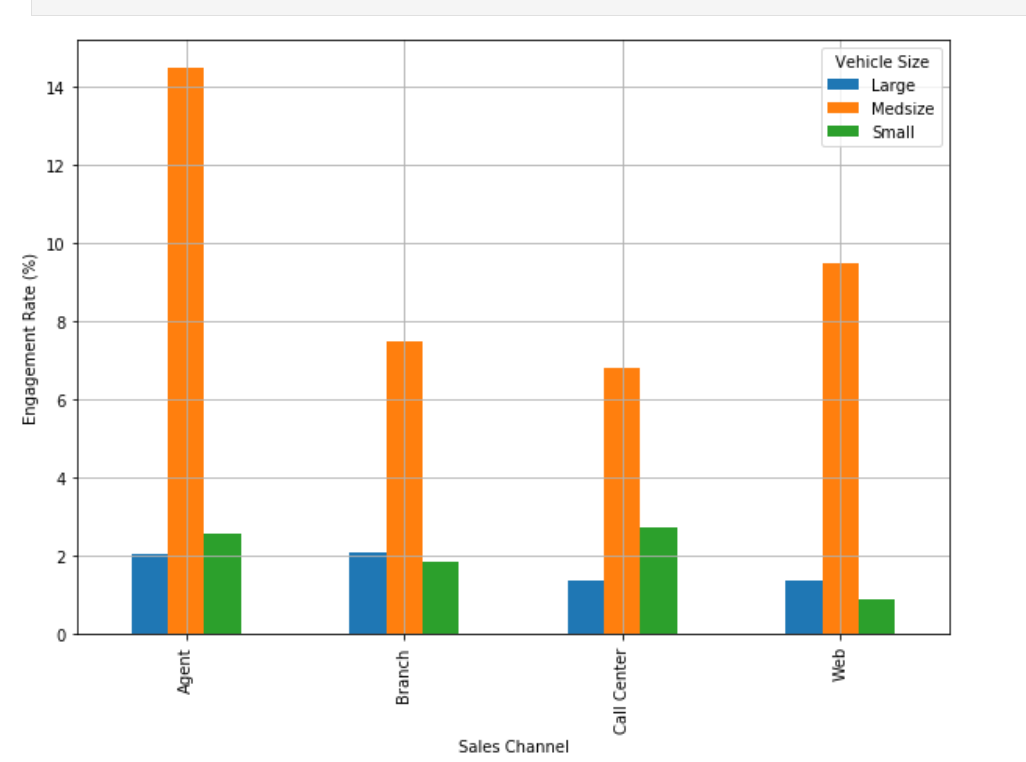 Vehicle Size
Large
Medsize
Small
14
12
10
8
6
4
2
0
Engagement Rate (%)
Agent
Branch
Call Center
Web
Sales Channel